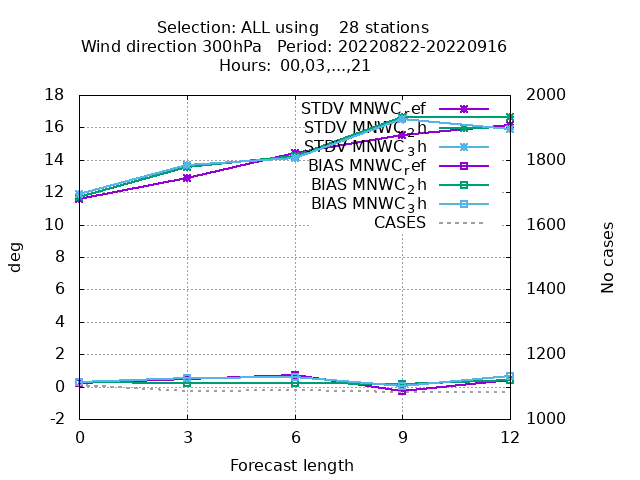 Selection: ALL using    28 stations
Wind direction 300hPa   Period: 20220822-20220916
Hours:  00,03,...,21
18
16
14
12
10
8
6
4
2
0
-2
deg
2000
1800
1600
1400
1200
1000
No cases
STDV MNWC_ref
STDV MNWC_2h
STDV MNWC_3h
BIAS MNWC_ref
BIAS MNWC_2h
BIAS MNWC_3h
CASES
0 3 6 9 12
Forecast length